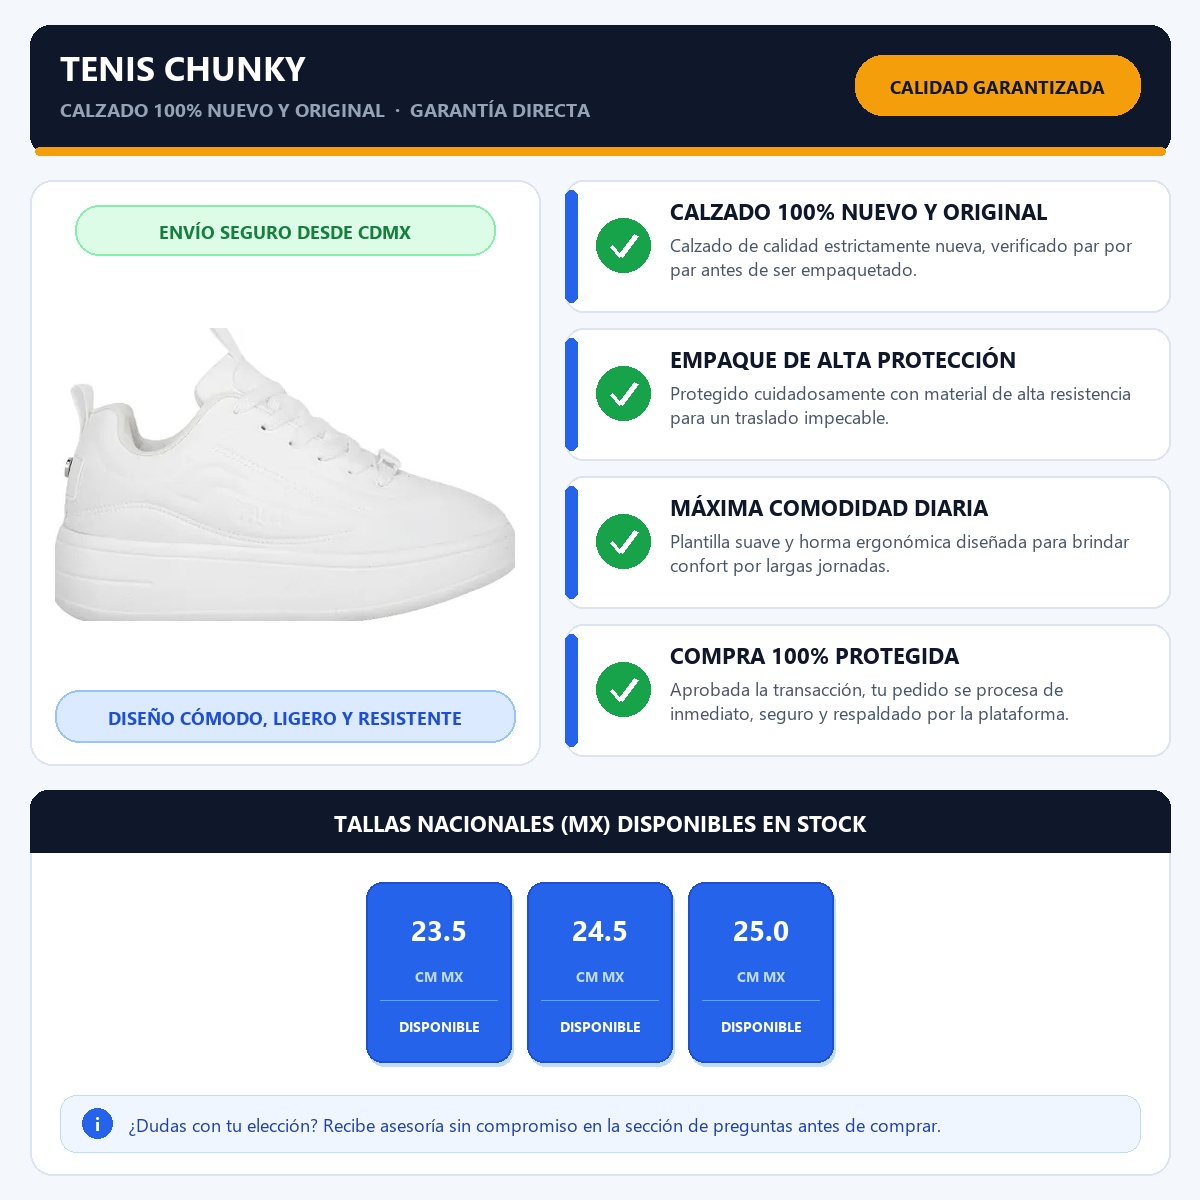 TENIS CHUNKY
CALZADO 100% NUEVO Y ORIGINAL · GARANTÍA DIRECTA
CALIDAD GARANTIZADA
ENVÍO SEGURO DESDE CDMX
DISEÑO CÓMODO, LIGERO Y RESISTENTE
CALZADO 100% NUEVO Y ORIGINAL
Calzado de calidad estrictamente nueva, verificado par por
par antes de ser empaquetado.
EMPAQUE DE ALTA PROTECCIÓN
Protegido cuidadosamente con material de alta resistencia
para un traslado impecable.
MÁXIMA COMODIDAD DIARIA
Plantilla suave y horma ergonómica diseñada para brindar
confort por largas jornadas.
COMPRA 100% PROTEGIDA
Aprobada la transacción, tu pedido se procesa de
inmediato, seguro y respaldado por la plataforma.
TALLAS NACIONALES (MX) DISPONIBLES EN STOCK
23.5
CM MX
DISPONIBLE
24.5
CM MX
DISPONIBLE
25.0
CM MX
DISPONIBLE
¿Dudas con tu elección? Recibe asesoría sin compromiso en la sección de preguntas antes de comprar.